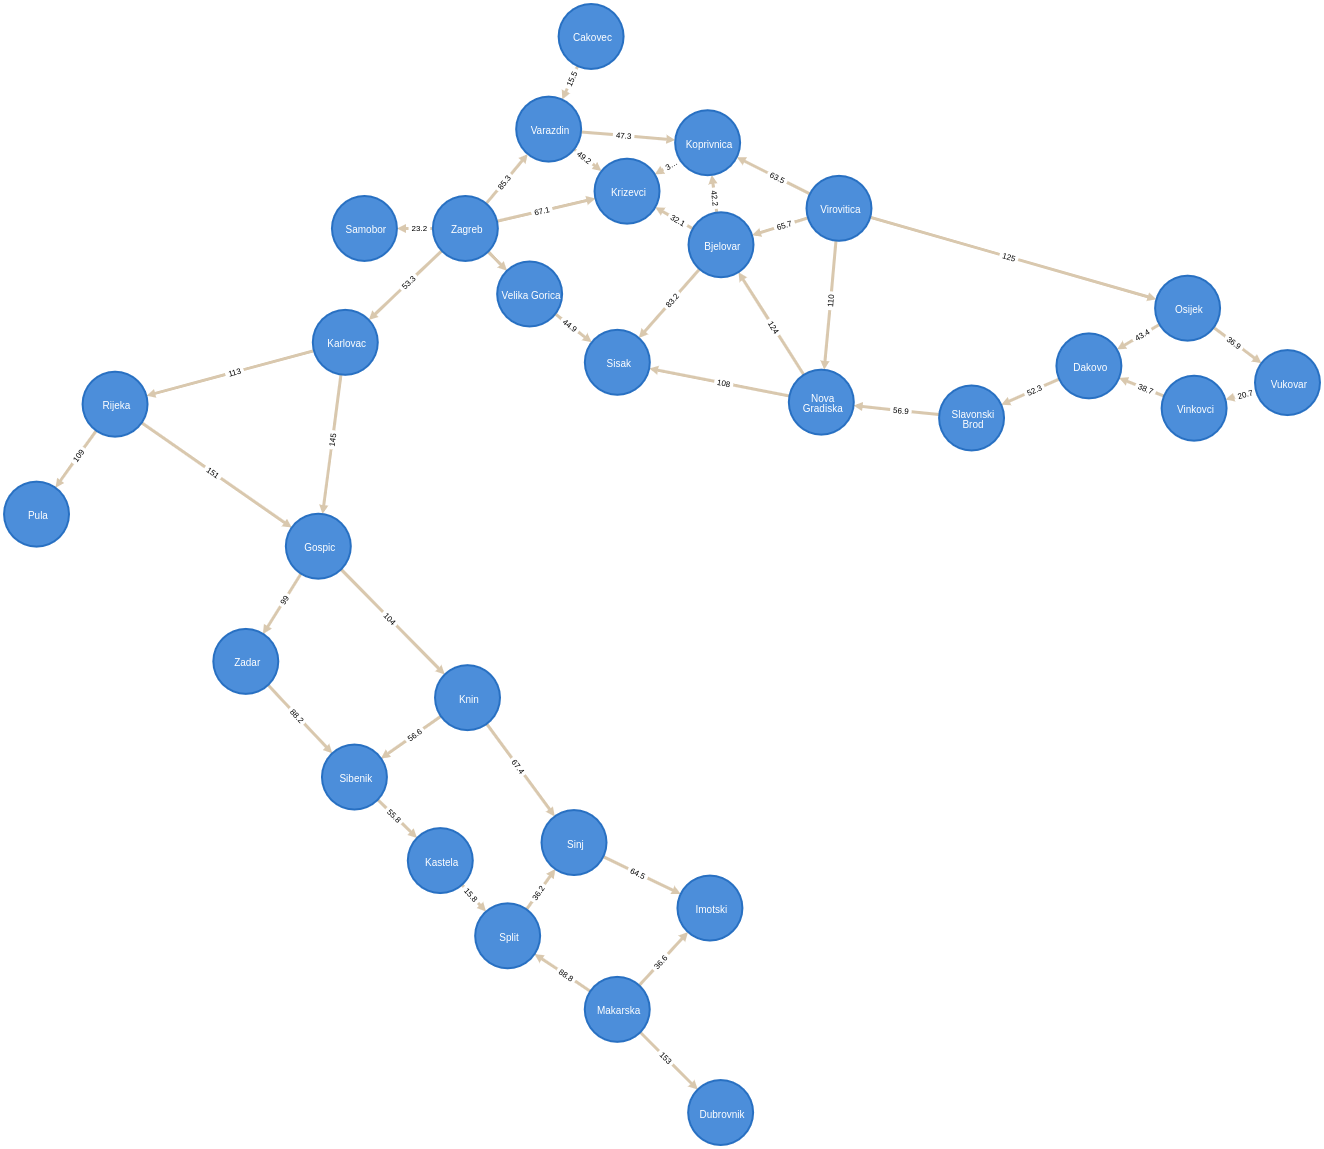 Cakovec
15.5
Varazdin
47.3
Koprivnica
49.2
3...
Krizevci
63.5
85.3
42.2
Samobor
23.2
Zagreb
67.1
32.1
Bjelovar
65.7
Virovitica
125
53.3
Velika Gorica
44.9
83.2
110
Osijek
Karlovac
124
43.4
36.9
Sisak
108
Dakovo
Vukovar
113
Rijeka
Nova
Gradiska
56.9
Slavonski
Brod
52.3
38.7
Vinkovci
20.7
145
109
151
Pula
Gospic
99
104
Zadar
Knin
88.2
56.6
67.4
Sibenik
55.8
Kastela
Sinj
64.5
15.8
36.2
Split
Imotski
88.8
36.6
Makarska
153
Dubrovnik